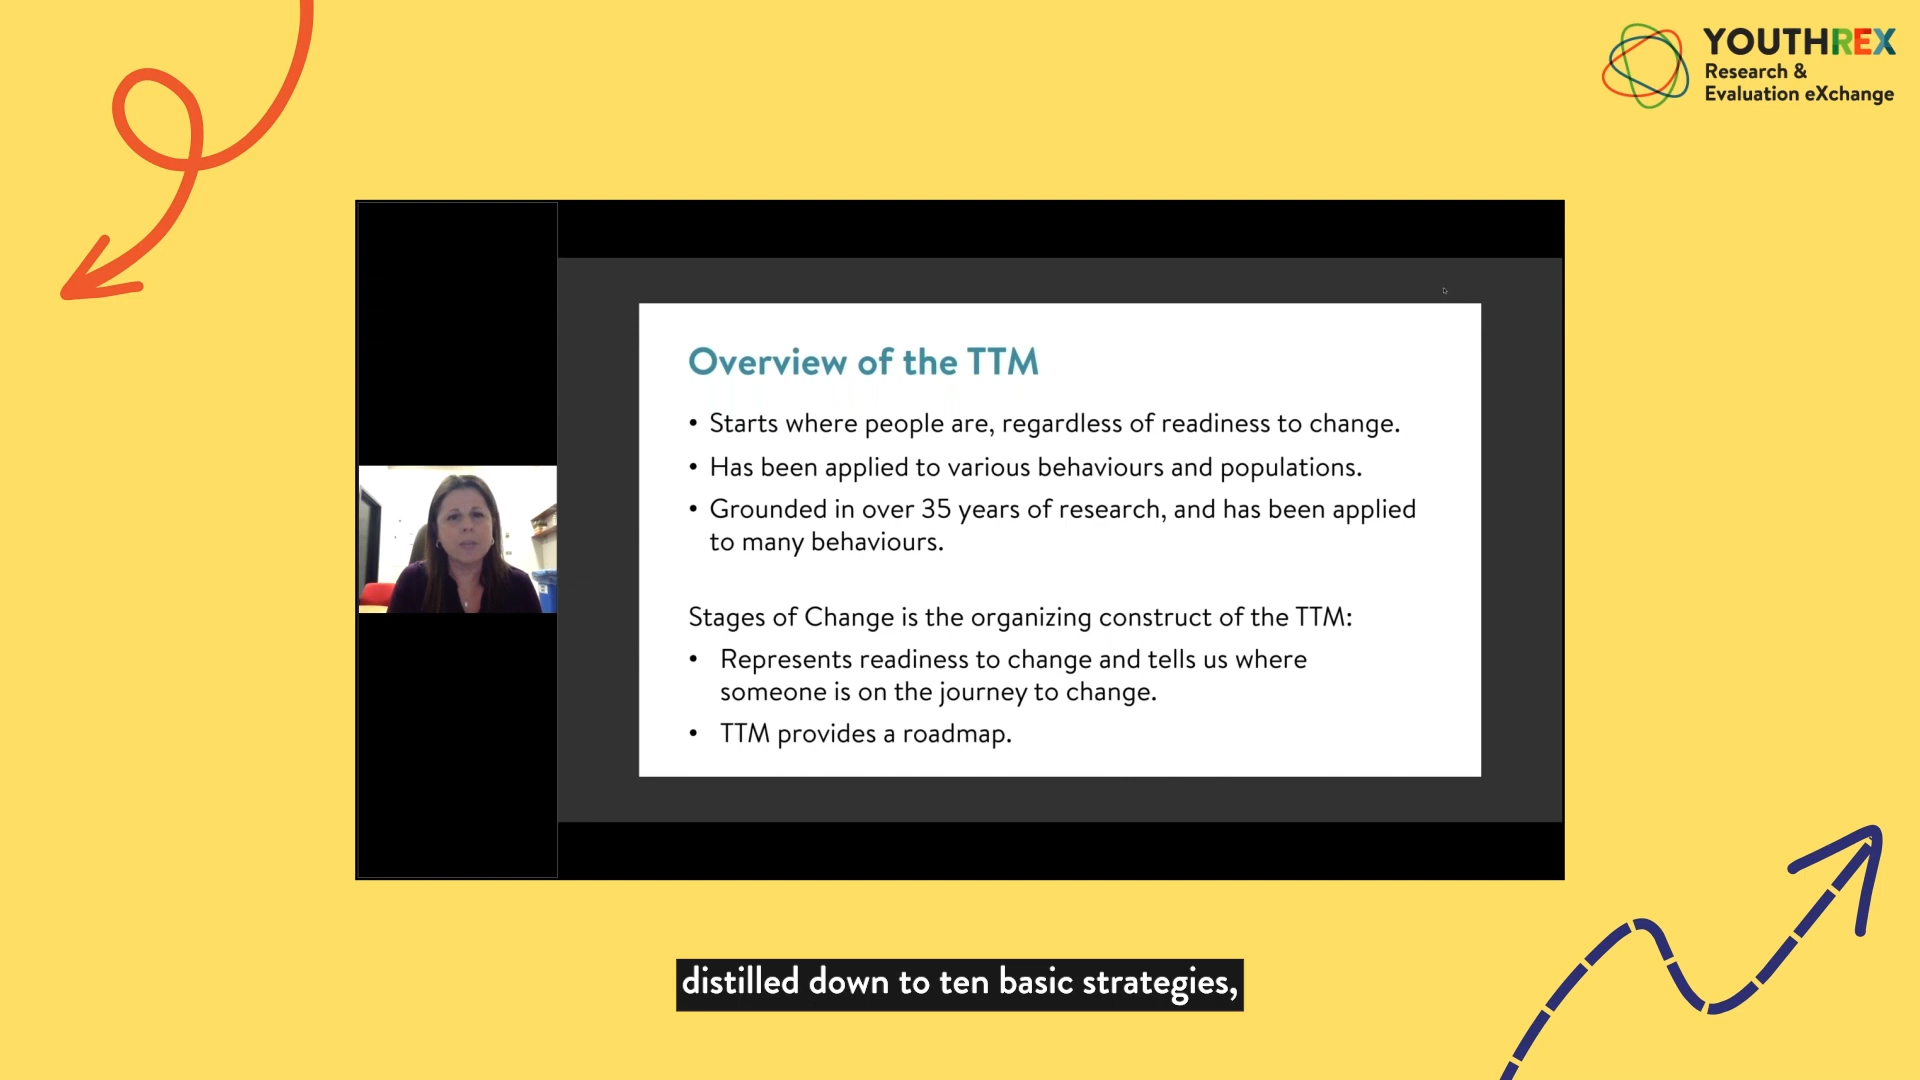 YOUTHREX
Research &
Evaluation eXchange
Overview of the TTM
• Starts where people are, regardless of readiness to change.
• Has been applied to various behaviours and populations.
• Grounded in over 35 years of research, and has been applied
to many behaviours.
Stages of Change is the organizing construct of the TTM:
• Represents readiness to change and tells us where
someone is on the journey to change.
• TTM provides a roadmap.
distilled down to ten basic strategies,